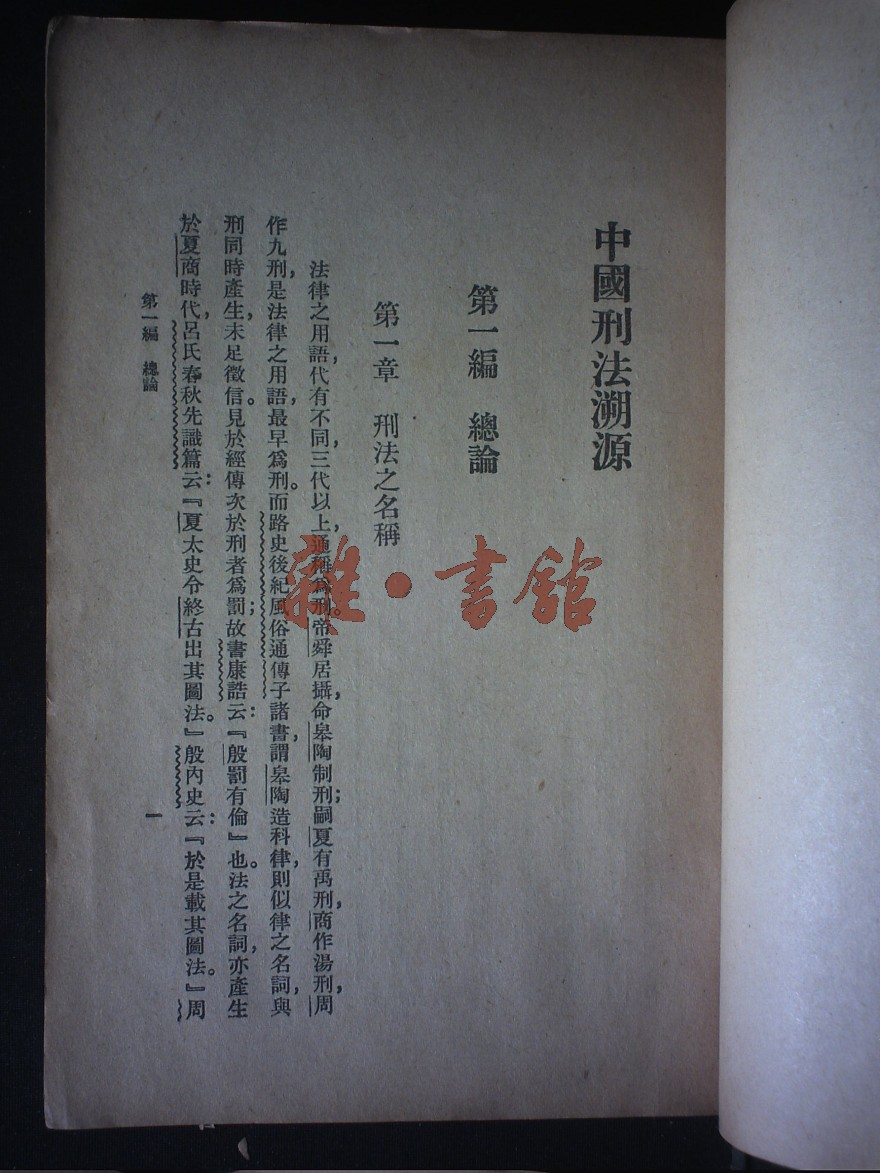 中國刑法溯源
第一編　總論
第一章　刑法之名稱
法律之用語，代有不同，三代以上，通稱爲刑。帝舜居攝，命皋陶制刑；嗣夏有禹刑，商作湯刑，周
作九刑，是法律之用語，最早爲刑。而路史後紀風俗通傳子諸書，謂皋陶造科律，則似律之名詞，與
刑同時產生，未足徵信。見於經傳次於刑者爲罰；故書康誥云：『殷罰有倫』也。法之名詞，亦產生
於夏商時代，呂氏春秋先識篇云：『夏太史令終古出其圖法。』殷內史云：『於是載其圖法。』周
第一編　總論
一
雜·書館